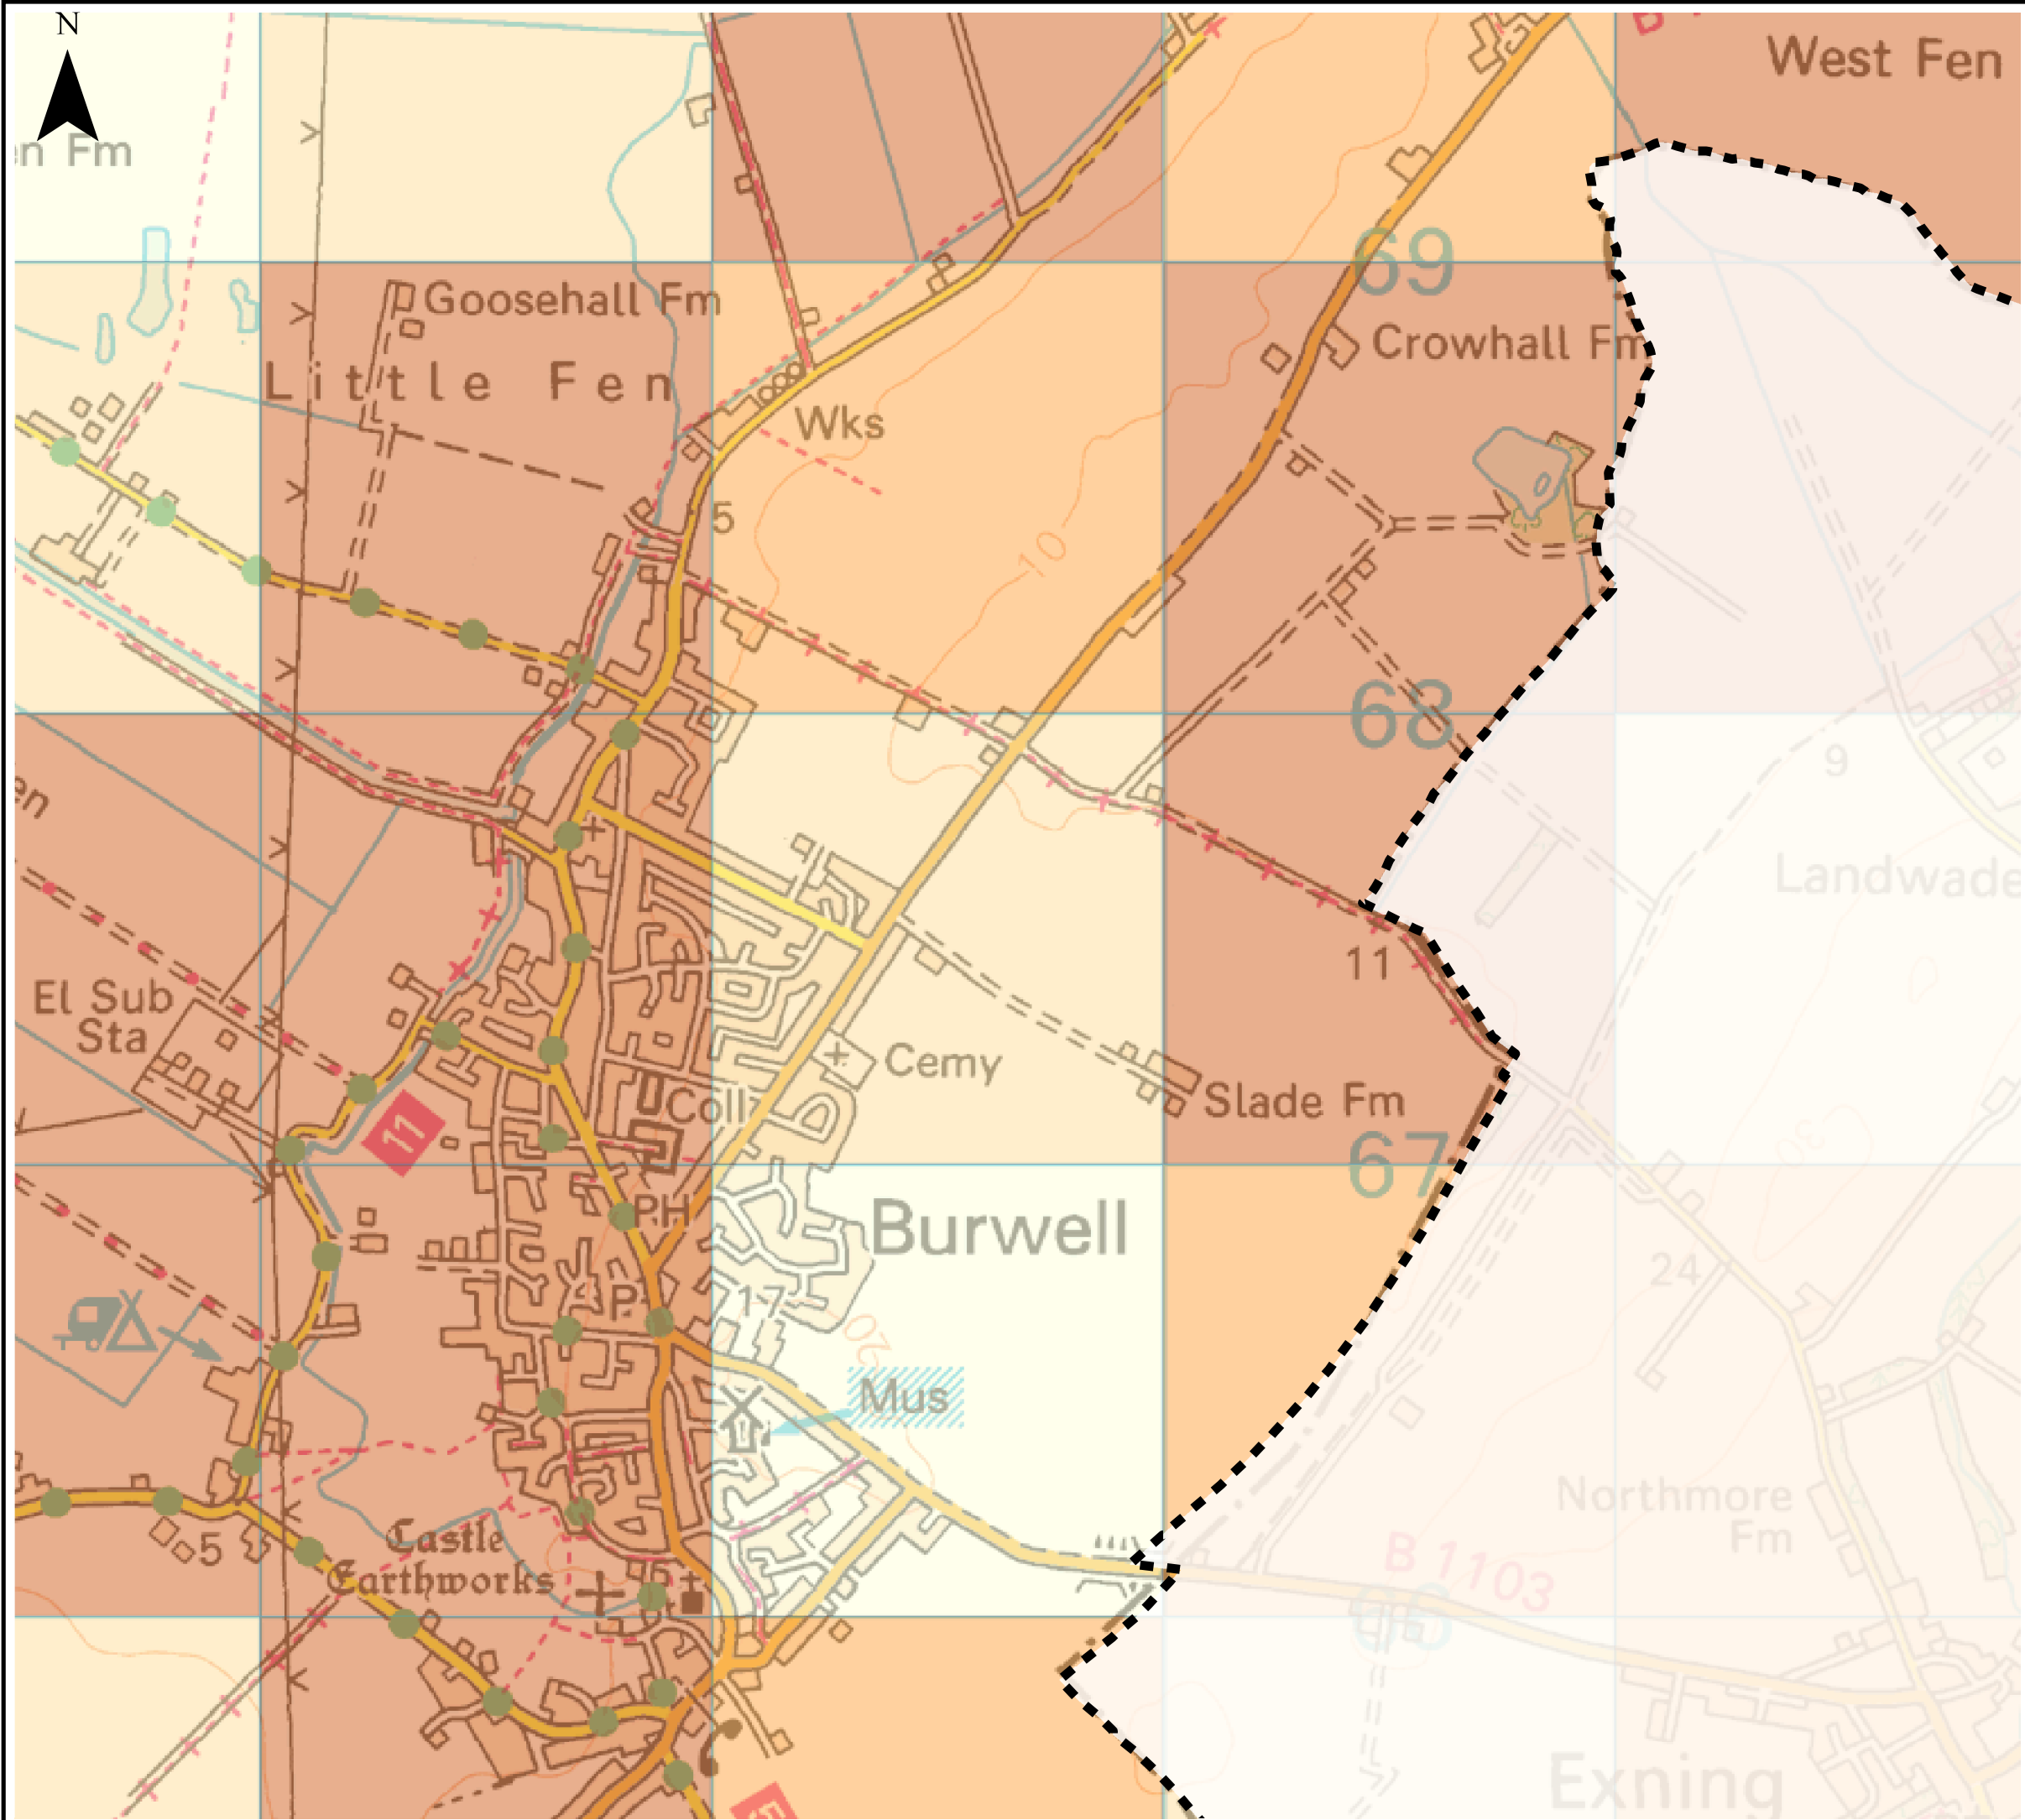 N
West Fen
n Fm
69
Goosehall Fm
Little Fen
Crowhall Fm
Wks
5
10
68
9
en
Landwade
11
El Sub
Sta
Cemy
Slade Fm
Coll
11
67
PH
Burwell
24
P
17
20
Mus
Northmore
Fm
Castle
Earthworks
5
B 1103
66
Exning